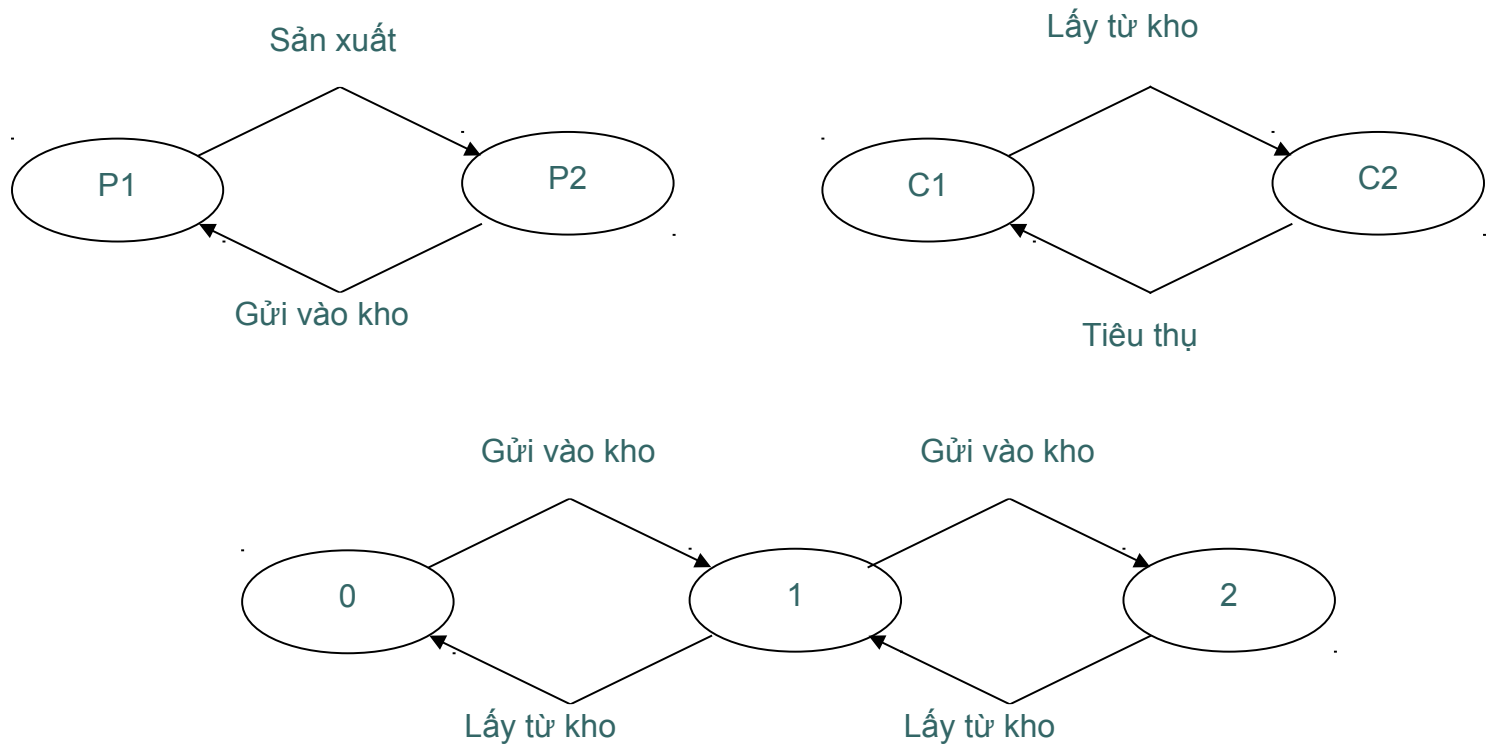 Sản xuất
Lấy từ kho
P1
P2
C1
C2
Gửi vào kho
Tiêu thụ
Gửi vào kho
Gửi vào kho
0
1
2
Lấy từ kho
Lấy từ kho